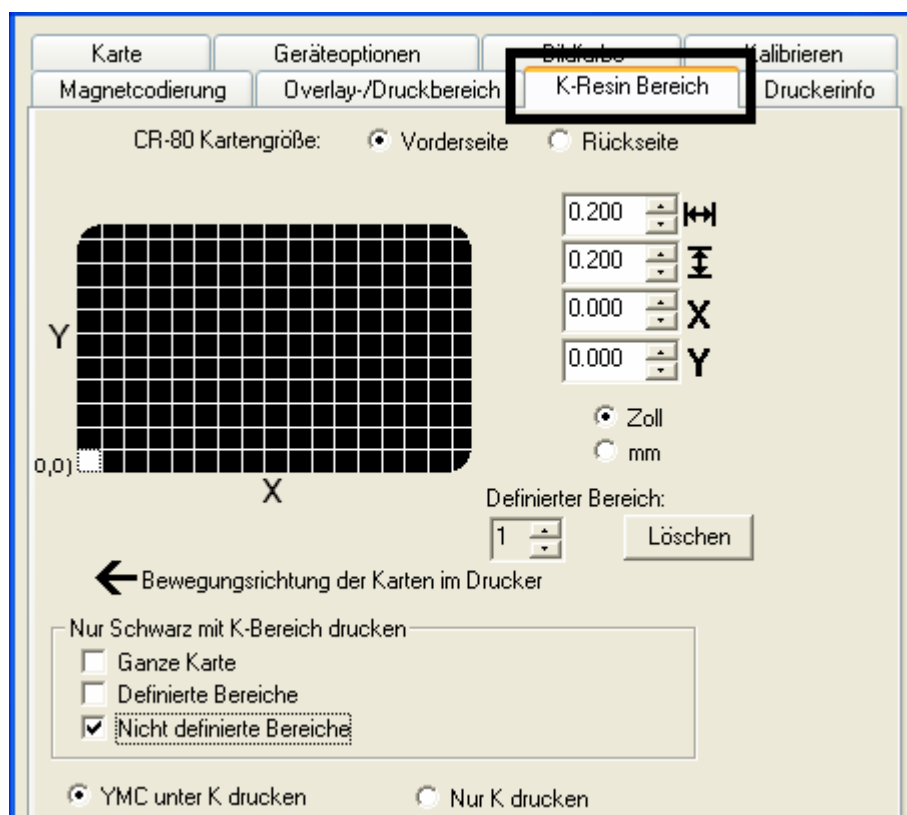 Karte Geräteoptionen Bildfarbe Kalibrieren
Magnetcodierung Overlay-/Druckbereich K-Resin Bereich Druckerinfo
CR-80 Kartengröße: Vorderseite Rückseite
0.200
0.200
0.000 X
Y
0.000 Y
Zoll
mm
0,0)
X
Definierter Bereich:
1 Löschen
Bewegungsrichtung der Karten im Drucker
Nur Schwarz mit K-Bereich drucken
Ganze Karte
Definierte Bereiche
Nicht definierte Bereiche
YMC unter K drucken Nur K drucken